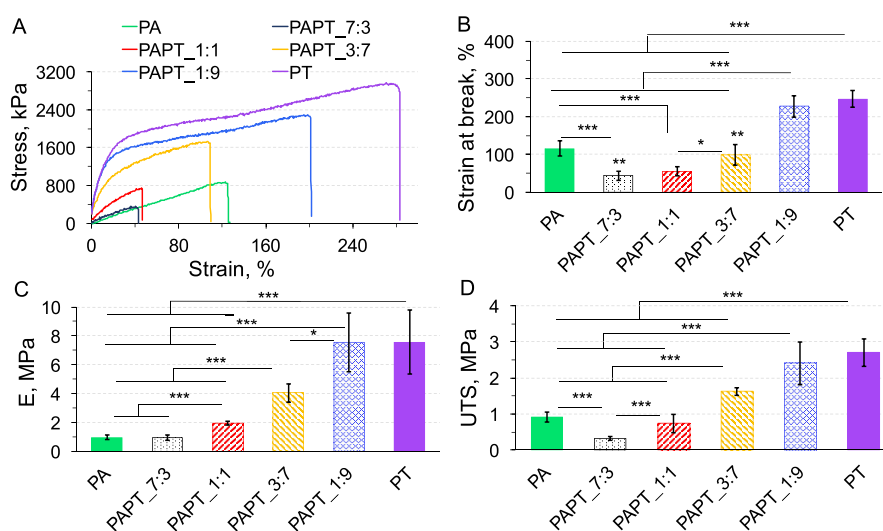 A
PA
PAPT_7:3
PAPT_1:1
PAPT_3:7
PAPT_1:9
PT
Stress, kPa
3200
2400
1600
800
0
0
80
160
240
Strain, %
B
Strain at break, %
400
300
200
100
0
***
***
***
***
**
*
**
PA
PAPT_7:3
PAPT_1:1
PAPT_3:7
PAPT_1:9
PT
C
E, MPa
10
8
6
4
2
0
***
***
*
***
***
PA
PAPT_7:3
PAPT_1:1
PAPT_3:7
PAPT_1:9
PT
D
UTS, MPa
4
3
2
1
0
***
***
***
***
***
PA
PAPT_7:3
PAPT_1:1
PAPT_3:7
PAPT_1:9
PT